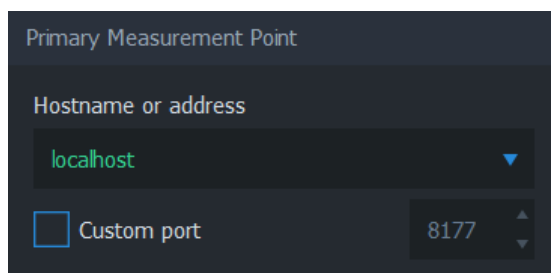 Primary Measurement Point
Hostname or address
localhost
Custom port 8177